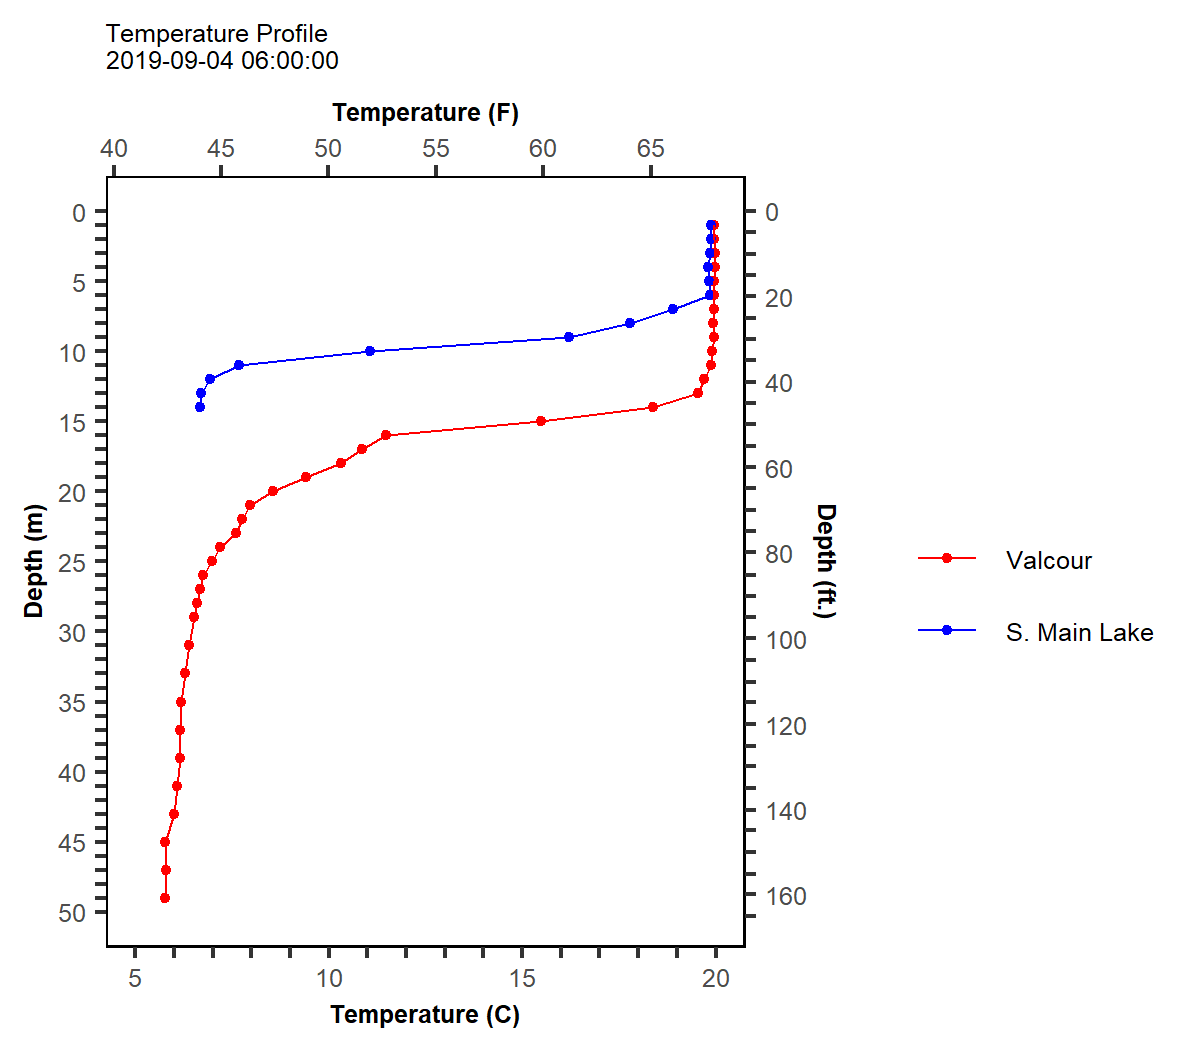 Temperature Profile
2019-09-04 06:00:00
Temperature (F)
40 45 50 55 60 65
0
5
10
15
20
25
30
35
40
45
50
Depth (m)
0
20
40
60
80
100
120
140
160
Depth (ft.)
5 10 15 20
Temperature (C)
Valcour
S. Main Lake